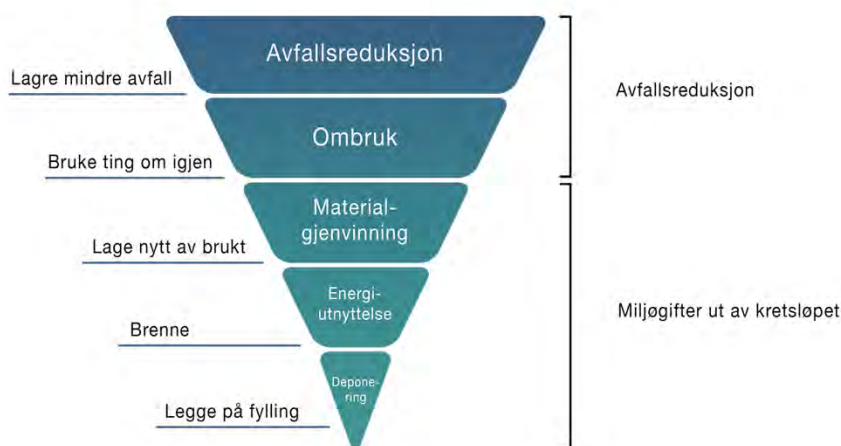 Avfallsreduksjon
Lagre mindre avfall
Avfallsreduksjon
Ombruk
Bruke ting om igjen
Material-
gjenvinning
Lage nytt av brukt
Energi-
utnyttelse
Miljøgifter ut av kretsløpet
Brenne
Depone-
ring
Legge på fylling